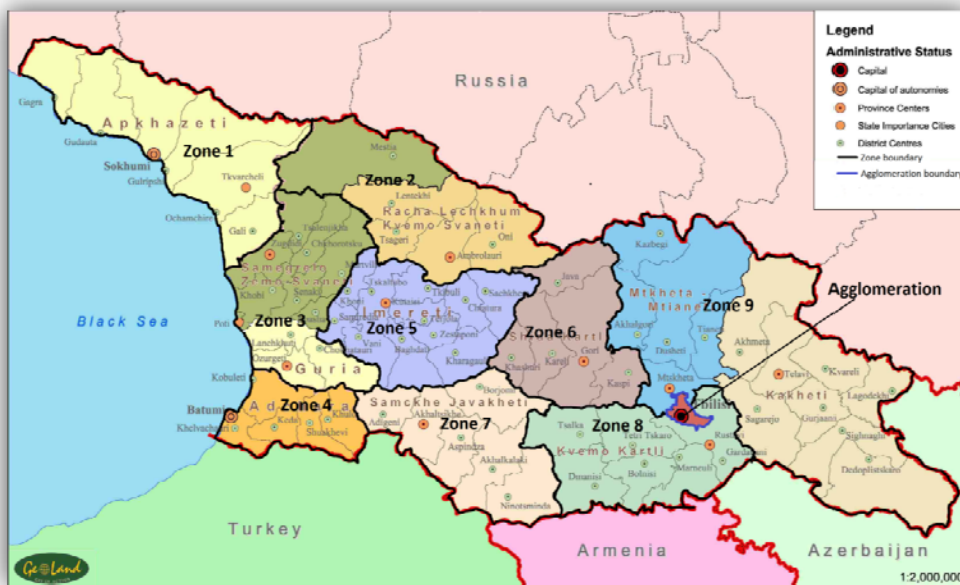 Legend
Administrative Status
Capital
Capital of autonomies
Province Centers
State Importance Cities
District Centres
Zone boundary
Agglomeration boundary
Russia
Gagra
Apkhazeti
Gudauta
Zone 1
Sokhumi
Gulripshi
Tkvarcheli
Ochamchire
Gali
Mestia
Zone 2
Lentekhi
Racha Lechkhum
Kvemo Svaneti
Tsageri
Oni
Ambrolauri
Kazbegi
Mtkheta
Mtianeti
Zone 9
Agglomeration
Zugdidi
Chkhorotsku
Samegrelo
Zemo Svaneti
Khobi
Senaki
Black Sea
Poti
Zone 3
Lanchkhuti
Ozurgeti
Chokhatauri
Guria
Tskaltubo
Khoni
Kutaisi
Tkibuli
Sachkhere
Chiatura
Imereti
Zone 5
Vani
Zestaponi
Baghdati
Kharagauli
Java
Zone 6
Shida Kartli
Gori
Kareli
Khashuri
Kaspi
Akhalgori
Tianeti
Dusheti
Mtskheta
Tbilisi
Akhmeta
Telavi
Kvareli
Lagodekhi
Kakheti
Gurjaani
Sagarejo
Sighnaghi
Dedoplistskaro
Kobuleti
Batumi
Khelvachauri
Zone 4
Keda
Shuakhevi
Khulo
Borjomi
Samckhe Javakheti
Akhaltsikhe
Adigeni
Zone 7
Aspindza
Akhalkalaki
Ninotsminda
Tsalka
Zone 8
Tetri Tskaro
Kvemo Kartli
Rustavi
Gardabani
Marneuli
Bolnisi
Dmanisi
Turkey
Armenia
Azerbaijan
GeoLand
1:2,000,000